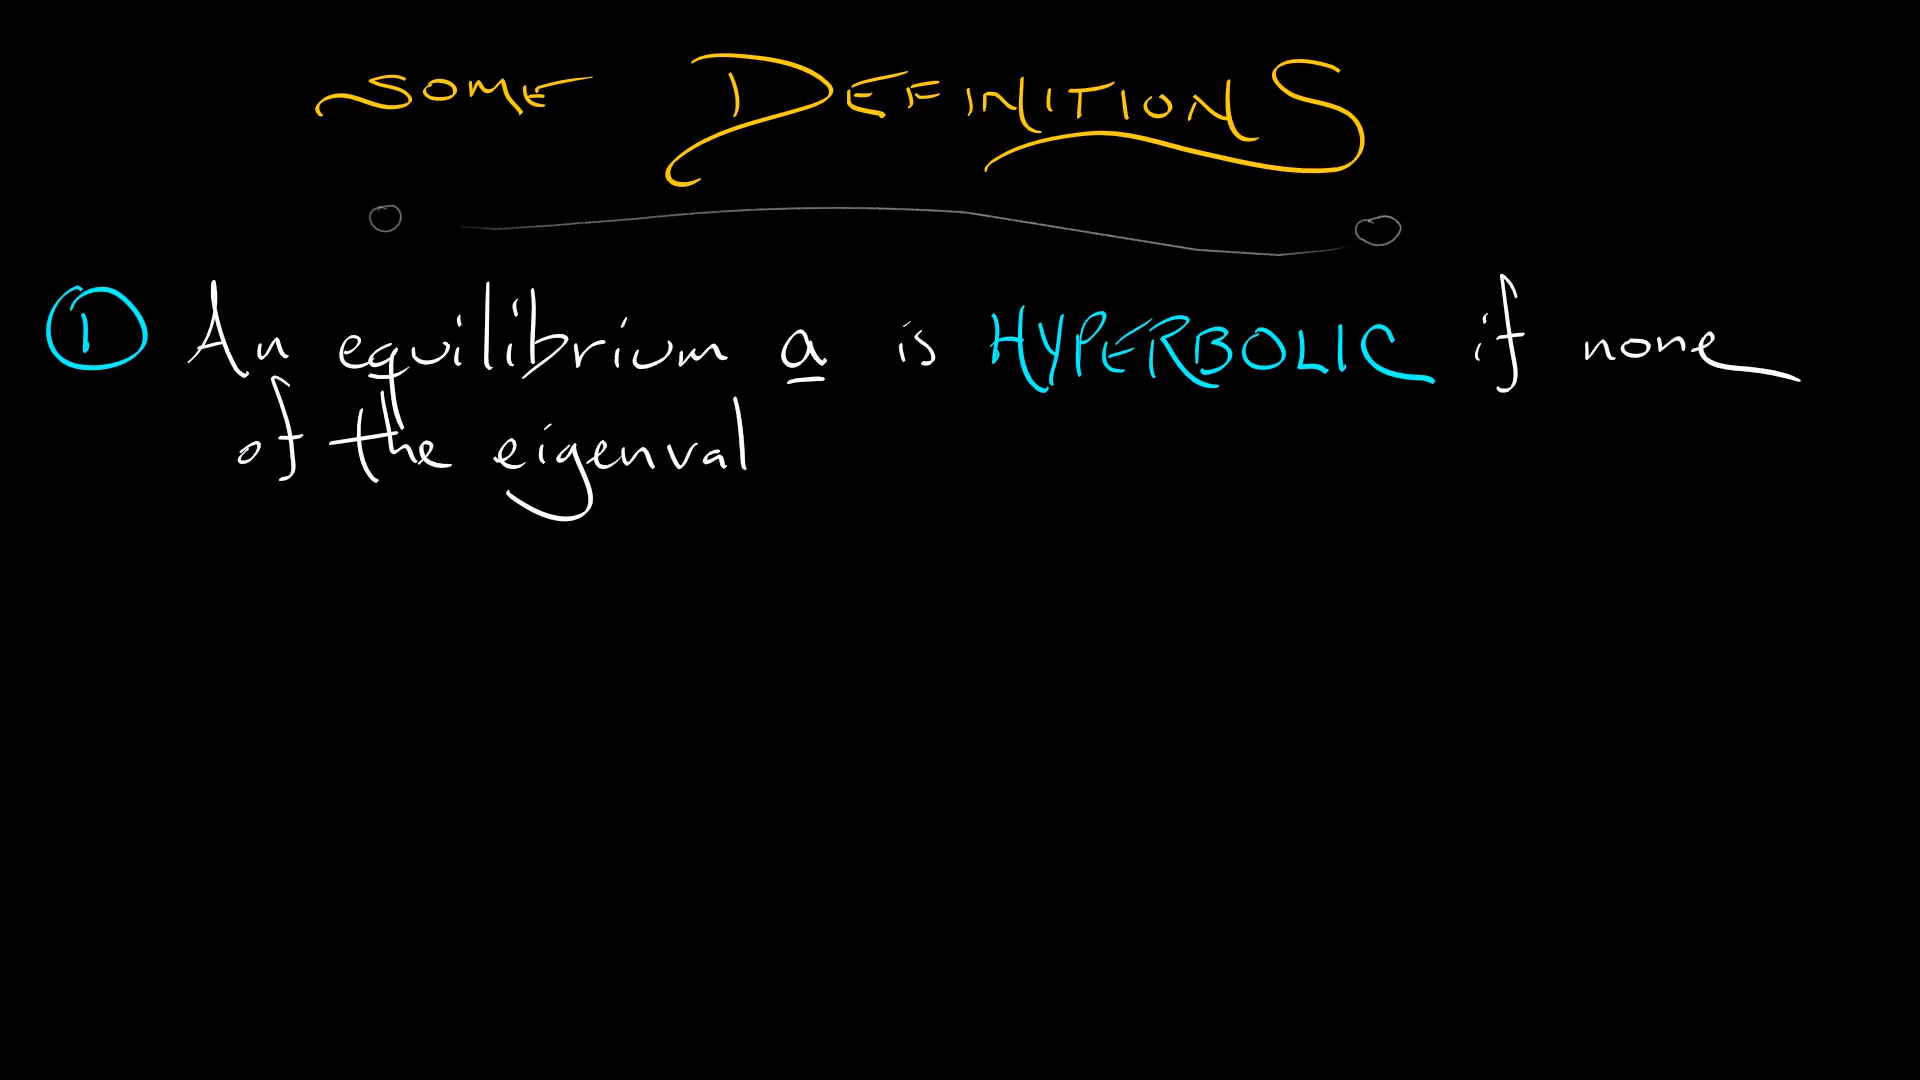 SOME DEFINITIONS
① An equilibrium a is HYPERBOLIC if none
of the eigenval